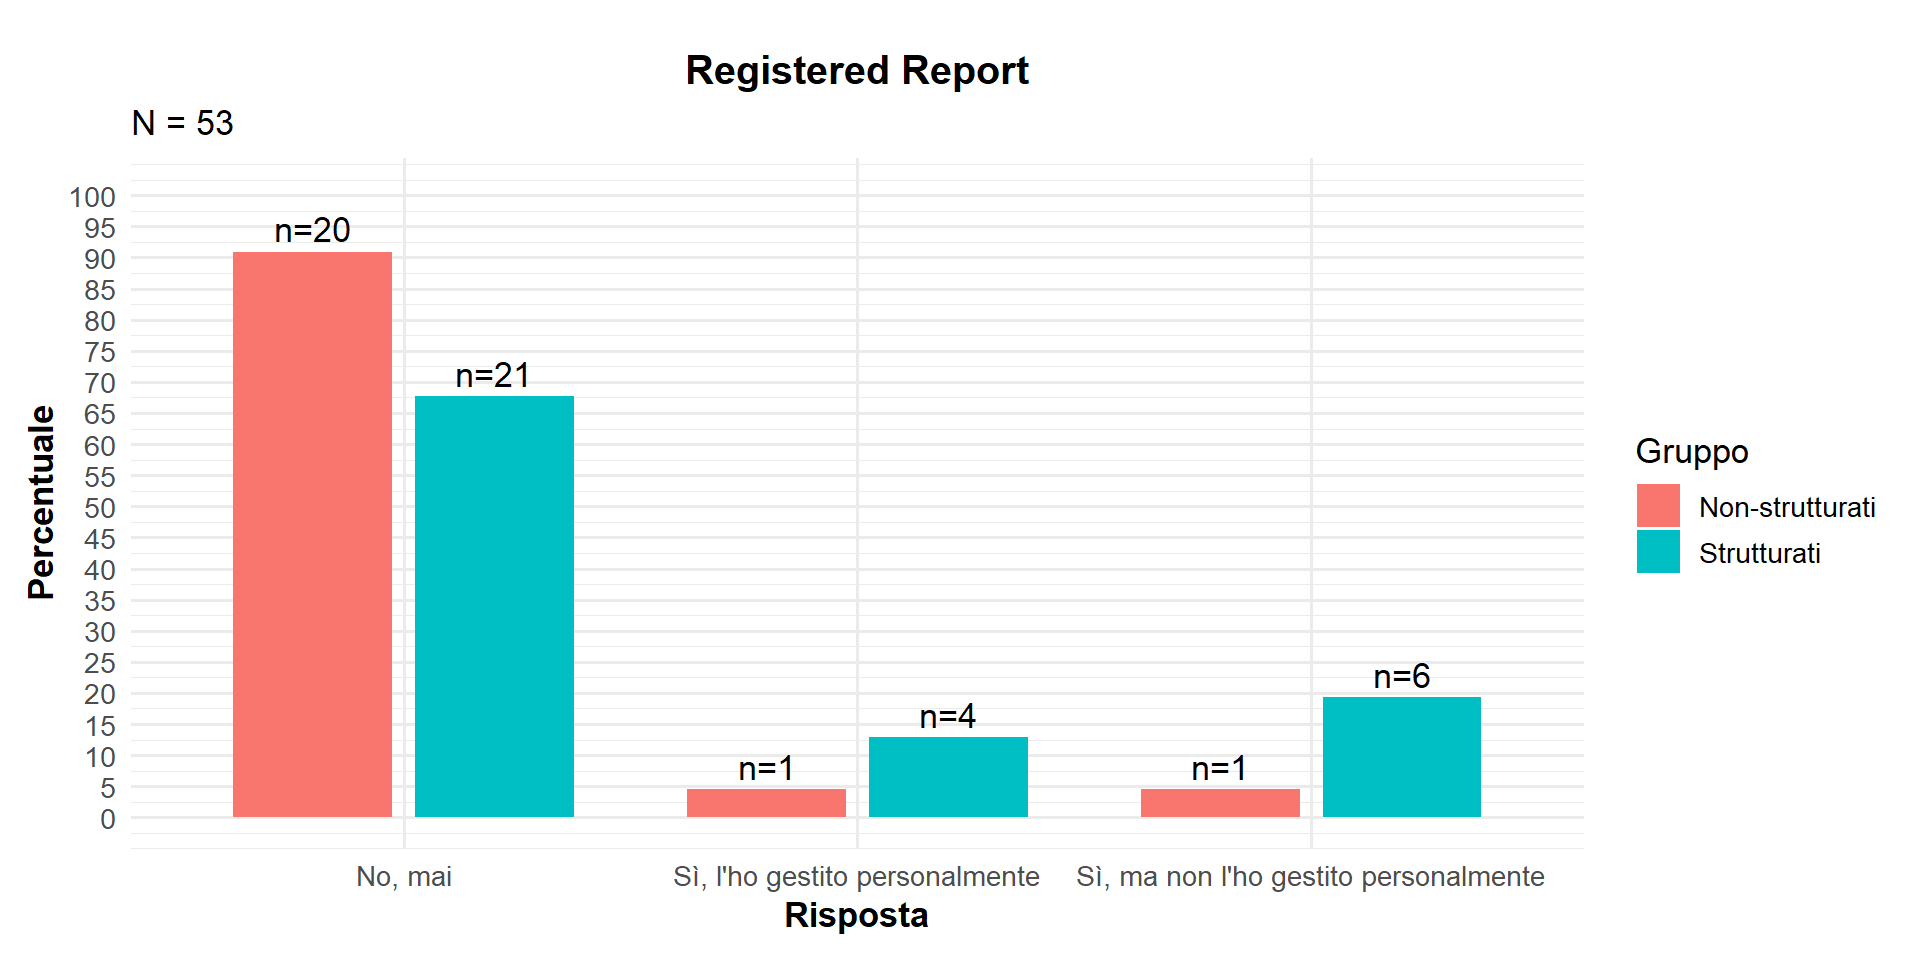 Registered Report
N = 53
Percentuale
100
95
90
85
80
75
70
65
60
55
50
45
40
35
30
25
20
15
10
5
0
n=20
n=21
n=1
n=4
n=1
n=6
No, mai
Sì, l'ho gestito personalmente
Sì, ma non l'ho gestito personalmente
Risposta
Gruppo
Non-strutturati
Strutturati